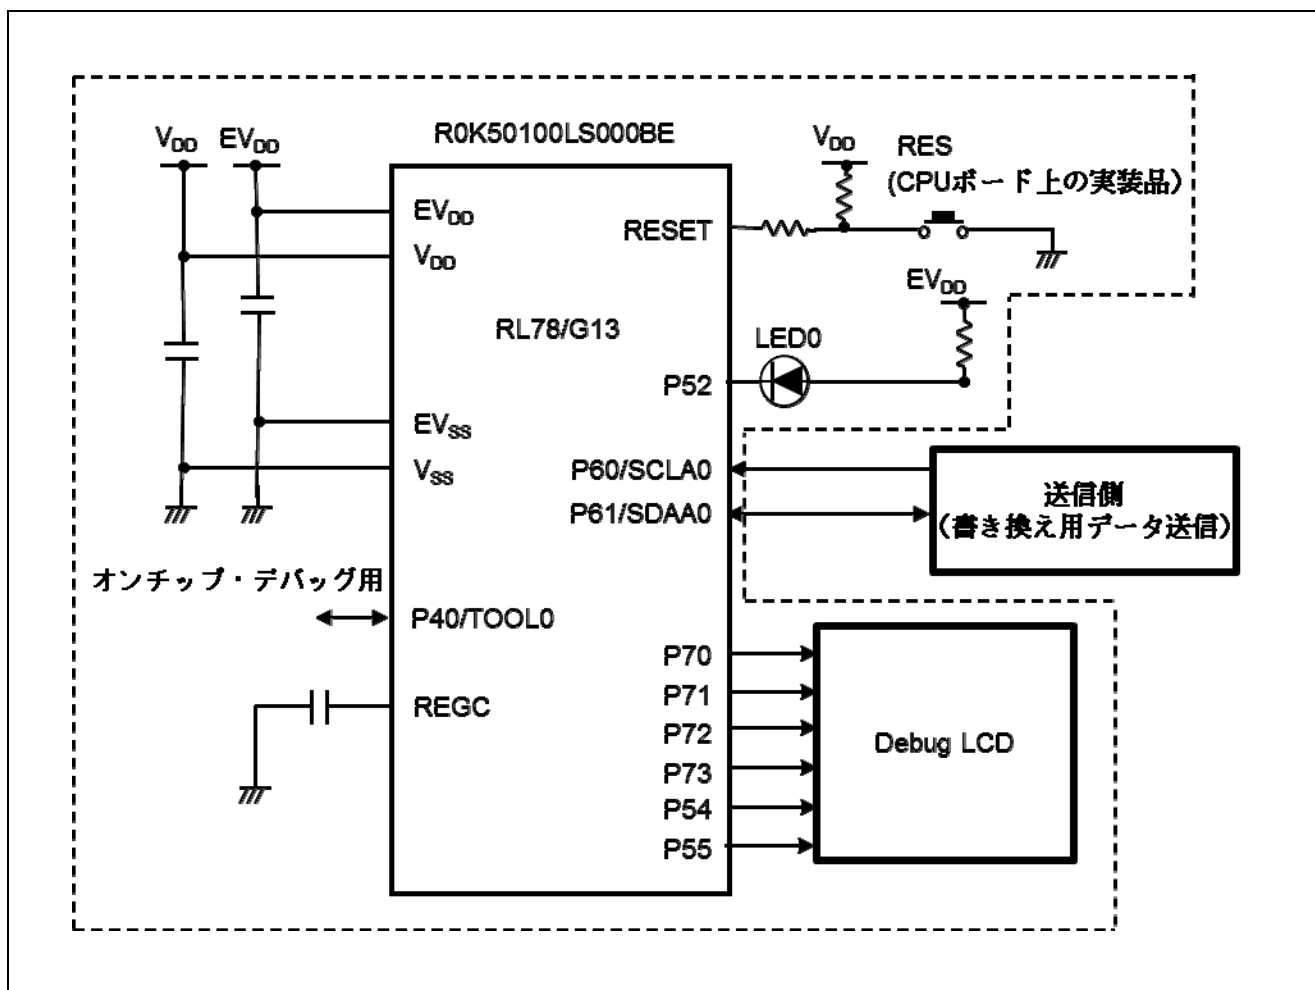 R0K50100LS000BE
VDD
EVDD
VDD
RES
(CPUボード上の実装品)
EVDD
RESET
VDD
EVDD
RL78/G13
LED0
P52
EVSS
P60/SCLA0
VSS
送信側
P61/SDAA0
(書き換え用データ送信)
オンチップ・デバッグ用
P40/TOOL0
P70
P71
REGC
P72
Debug LCD
P73
P54
P55